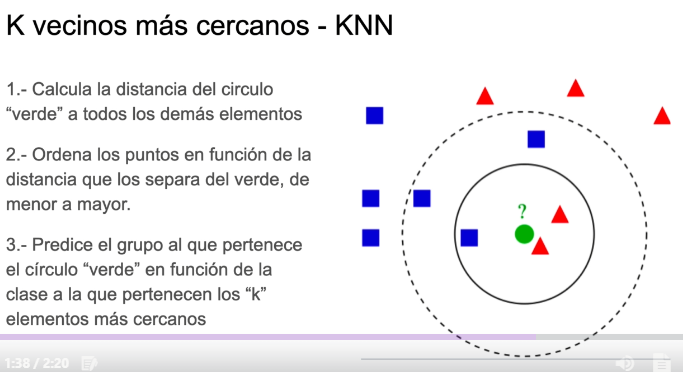 K vecinos más cercanos - KNN
1.- Calcula la distancia del circulo
“verde” a todos los demás elementos
2.- Ordena los puntos en función de la
distancia que los separa del verde, de
menor a mayor.
3.- Predice el grupo al que pertenece
el círculo “verde” en función de la
clase a la que pertenecen los “k”
elementos más cercanos
?
1:38 / 2:20